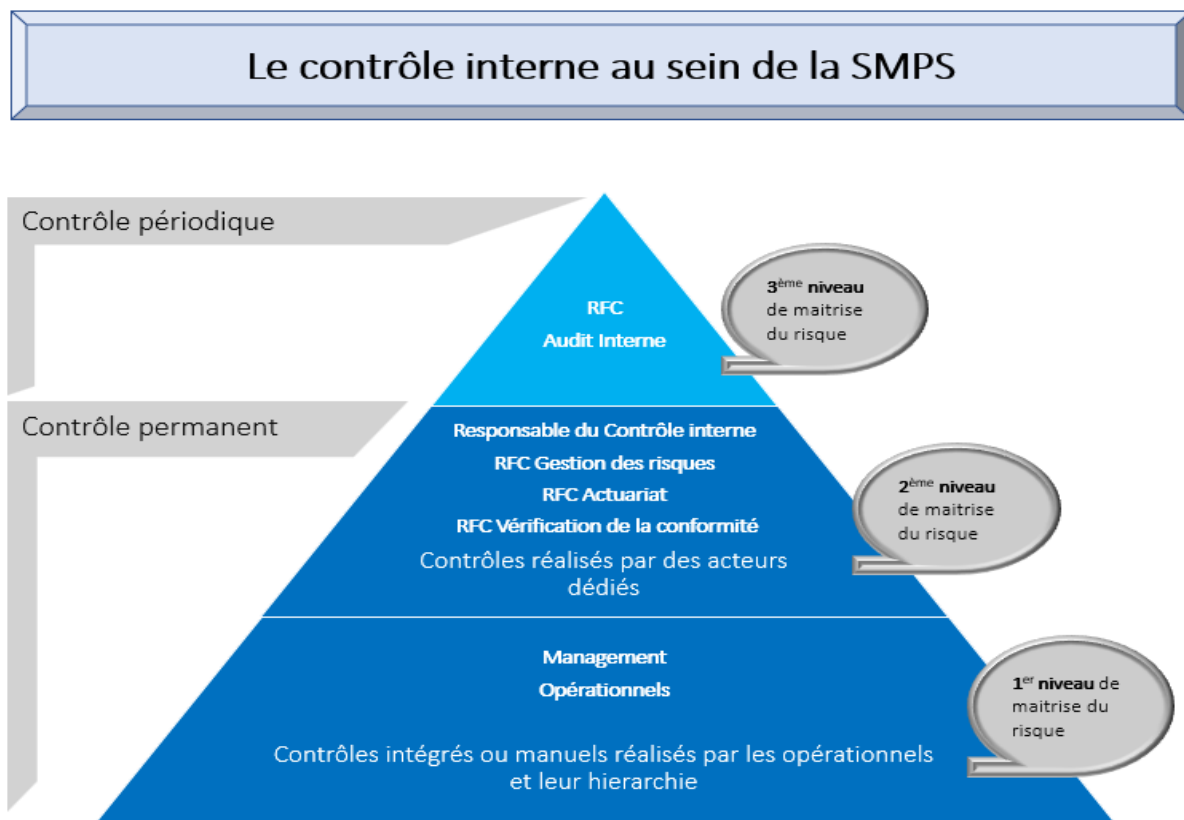 Le contrôle interne au sein de la SMPS
Contrôle périodique
RFC
Audit Interne
3ème niveau
de maitrise
du risque
Contrôle permanent
Responsable du Contrôle interne
RFC Gestion des risques
RFC Actuariat
RFC Vérification de la conformité
Contrôles réalisés par des acteurs
dédiés
2ème niveau
de maitrise
du risque
Management
Opérationnels
Contrôles intégrés ou manuels réalisés par les opérationnels
et leur hierarchie
1er niveau de
maitrise du
risque